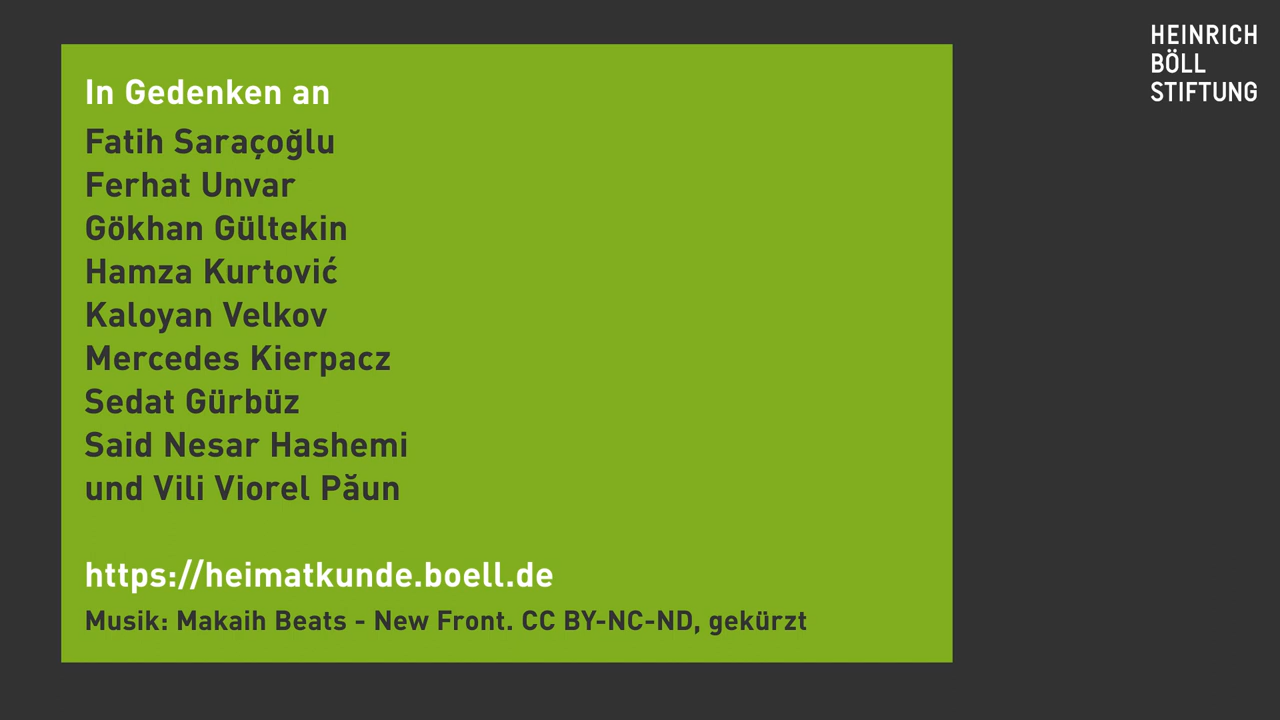 In Gedenken an
Fatih Saraçoğlu
Ferhat Unvar
Gökhan Gültekin
Hamza Kurtović
Kaloyan Velkov
Mercedes Kierpacz
Sedat Gürbüz
Said Nesar Hashemi
und Vili Viorel Păun
https://heimatkunde.boell.de
Musik: Makaih Beats - New Front. CC BY-NC-ND, gekürzt
HEINRICH
BÖLL
STIFTUNG